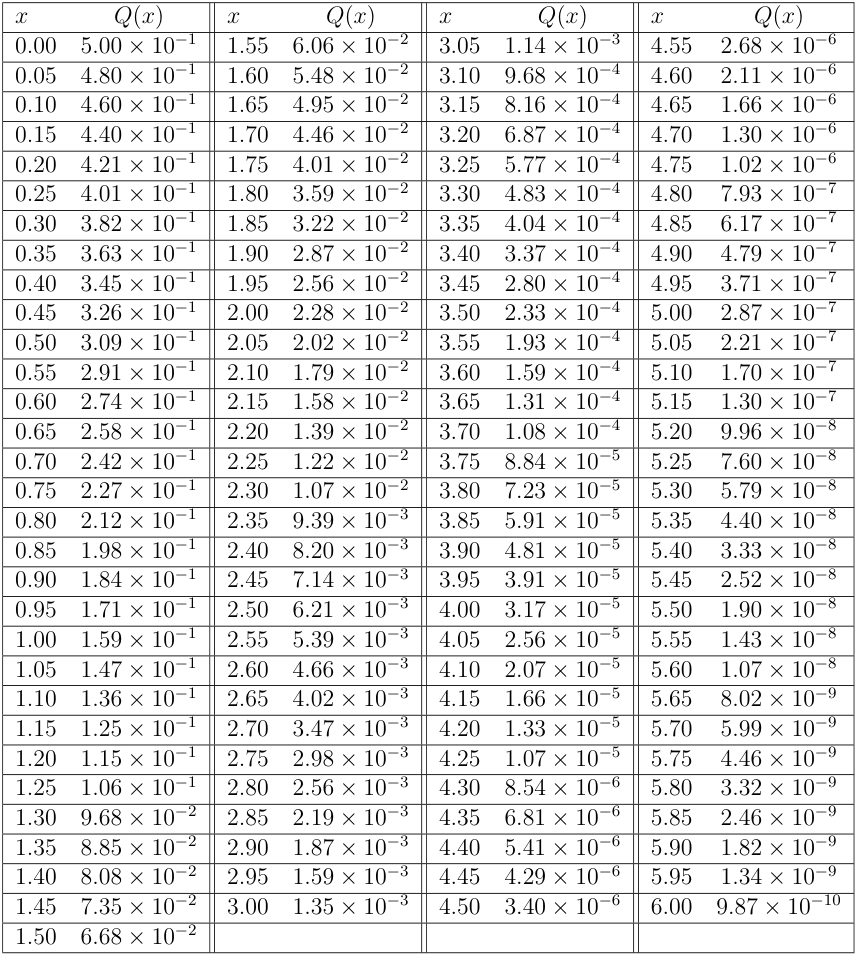 x Q(x) x Q(x) x Q(x) x Q(x)
0.00 5.00 × 10⁻¹ 1.55 6.06 × 10⁻² 3.05 1.14 × 10⁻³ 4.55 2.68 × 10⁻⁶
0.05 4.80 × 10⁻¹ 1.60 5.48 × 10⁻² 3.10 9.68 × 10⁻⁴ 4.60 2.11 × 10⁻⁶
0.10 4.60 × 10⁻¹ 1.65 4.95 × 10⁻² 3.15 8.16 × 10⁻⁴ 4.65 1.66 × 10⁻⁶
0.15 4.40 × 10⁻¹ 1.70 4.46 × 10⁻² 3.20 6.87 × 10⁻⁴ 4.70 1.30 × 10⁻⁶
0.20 4.21 × 10⁻¹ 1.75 4.01 × 10⁻² 3.25 5.77 × 10⁻⁴ 4.75 1.02 × 10⁻⁶
0.25 4.01 × 10⁻¹ 1.80 3.59 × 10⁻² 3.30 4.83 × 10⁻⁴ 4.80 7.93 × 10⁻⁷
0.30 3.82 × 10⁻¹ 1.85 3.22 × 10⁻² 3.35 4.04 × 10⁻⁴ 4.85 6.17 × 10⁻⁷
0.35 3.63 × 10⁻¹ 1.90 2.87 × 10⁻² 3.40 3.37 × 10⁻⁴ 4.90 4.79 × 10⁻⁷
0.40 3.45 × 10⁻¹ 1.95 2.56 × 10⁻² 3.45 2.80 × 10⁻⁴ 4.95 3.71 × 10⁻⁷
0.45 3.26 × 10⁻¹ 2.00 2.28 × 10⁻² 3.50 2.33 × 10⁻⁴ 5.00 2.87 × 10⁻⁷
0.50 3.09 × 10⁻¹ 2.05 2.02 × 10⁻² 3.55 1.93 × 10⁻⁴ 5.05 2.21 × 10⁻⁷
0.55 2.91 × 10⁻¹ 2.10 1.79 × 10⁻² 3.60 1.59 × 10⁻⁴ 5.10 1.70 × 10⁻⁷
0.60 2.74 × 10⁻¹ 2.15 1.58 × 10⁻² 3.65 1.31 × 10⁻⁴ 5.15 1.30 × 10⁻⁷
0.65 2.58 × 10⁻¹ 2.20 1.39 × 10⁻² 3.70 1.08 × 10⁻⁴ 5.20 9.96 × 10⁻⁸
0.70 2.42 × 10⁻¹ 2.25 1.22 × 10⁻² 3.75 8.84 × 10⁻⁵ 5.25 7.60 × 10⁻⁸
0.75 2.27 × 10⁻¹ 2.30 1.07 × 10⁻² 3.80 7.23 × 10⁻⁵ 5.30 5.79 × 10⁻⁸
0.80 2.12 × 10⁻¹ 2.35 9.39 × 10⁻³ 3.85 5.91 × 10⁻⁵ 5.35 4.40 × 10⁻⁸
0.85 1.98 × 10⁻¹ 2.40 8.20 × 10⁻³ 3.90 4.81 × 10⁻⁵ 5.40 3.33 × 10⁻⁸
0.90 1.84 × 10⁻¹ 2.45 7.14 × 10⁻³ 3.95 3.91 × 10⁻⁵ 5.45 2.52 × 10⁻⁸
0.95 1.71 × 10⁻¹ 2.50 6.21 × 10⁻³ 4.00 3.17 × 10⁻⁵ 5.50 1.90 × 10⁻⁸
1.00 1.59 × 10⁻¹ 2.55 5.39 × 10⁻³ 4.05 2.56 × 10⁻⁵ 5.55 1.43 × 10⁻⁸
1.05 1.47 × 10⁻¹ 2.60 4.66 × 10⁻³ 4.10 2.07 × 10⁻⁵ 5.60 1.07 × 10⁻⁸
1.10 1.36 × 10⁻¹ 2.65 4.02 × 10⁻³ 4.15 1.66 × 10⁻⁵ 5.65 8.02 × 10⁻⁹
1.15 1.25 × 10⁻¹ 2.70 3.47 × 10⁻³ 4.20 1.33 × 10⁻⁵ 5.70 5.99 × 10⁻⁹
1.20 1.15 × 10⁻¹ 2.75 2.98 × 10⁻³ 4.25 1.07 × 10⁻⁵ 5.75 4.46 × 10⁻⁹
1.25 1.06 × 10⁻¹ 2.80 2.56 × 10⁻³ 4.30 8.54 × 10⁻⁶ 5.80 3.32 × 10⁻⁹
1.30 9.68 × 10⁻² 2.85 2.19 × 10⁻³ 4.35 6.81 × 10⁻⁶ 5.85 2.46 × 10⁻⁹
1.35 8.85 × 10⁻² 2.90 1.87 × 10⁻³ 4.40 5.41 × 10⁻⁶ 5.90 1.82 × 10⁻⁹
1.40 8.08 × 10⁻² 2.95 1.59 × 10⁻³ 4.45 4.29 × 10⁻⁶ 5.95 1.34 × 10⁻⁹
1.45 7.35 × 10⁻² 3.00 1.35 × 10⁻³ 4.50 3.40 × 10⁻⁶ 6.00 9.87 × 10⁻¹⁰
1.50 6.68 × 10⁻²